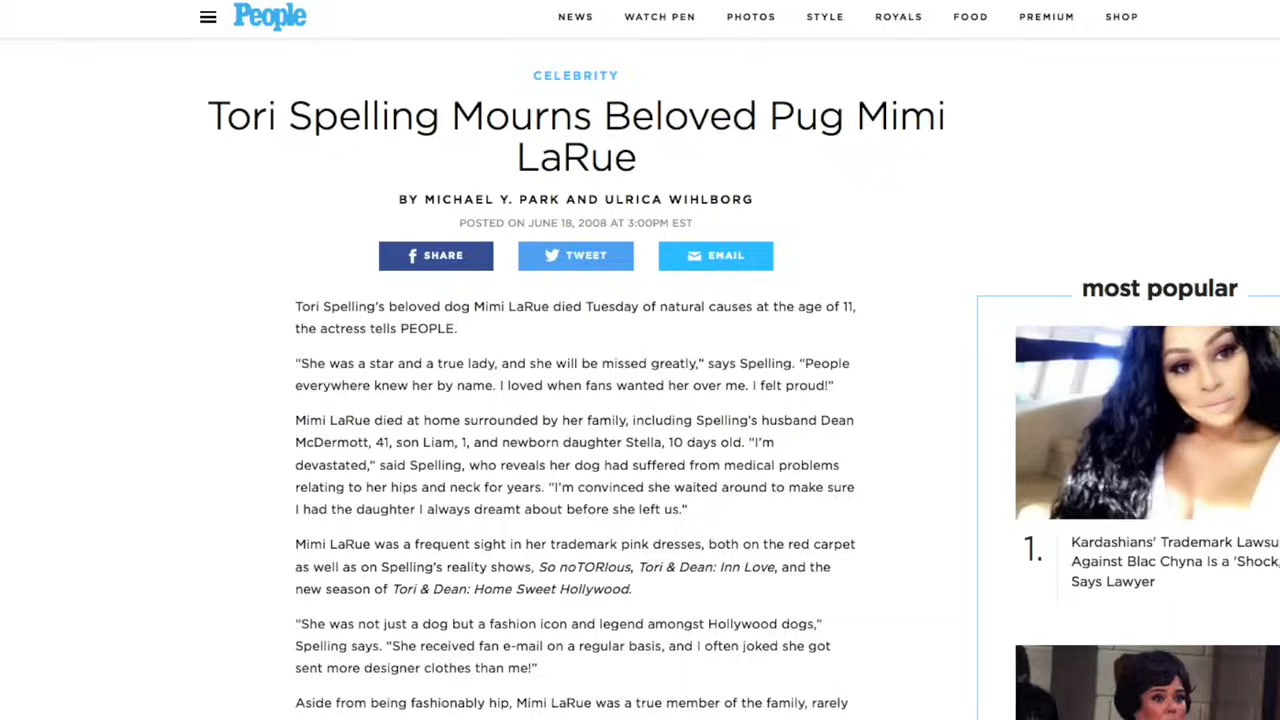 People
NEWS WATCH PEN PHOTOS STYLE ROYALS FOOD PREMIUM SHOP
CELEBRITY
Tori Spelling Mourns Beloved Pug Mimi
LaRue
BY MICHAEL Y. PARK AND ULRICA WIHLBORG
POSTED ON JUNE 18, 2008 AT 3:00PM EST
SHARE TWEET EMAIL
Tori Spelling’s beloved dog Mimi LaRue died Tuesday of natural causes at the age of 11,
the actress tells PEOPLE.
“She was a star and a true lady, and she will be missed greatly,” says Spelling. “People
everywhere knew her by name. I loved when fans wanted her over me. I felt proud!”
Mimi LaRue died at home surrounded by her family, including Spelling’s husband Dean
McDermott, 41, son Liam, 1, and newborn daughter Stella, 10 days old. “I’m
devastated,” said Spelling, who reveals her dog had suffered from medical problems
relating to her hips and neck for years. “I’m convinced she waited around to make sure
I had the daughter I always dreamt about before she left us.”
Mimi LaRue was a frequent sight in her trademark pink dresses, both on the red carpet
as well as on Spelling’s reality shows, So noTORIous, Tori & Dean: Inn Love, and the
new season of Tori & Dean: Home Sweet Hollywood.
“She was not just a dog but a fashion icon and legend amongst Hollywood dogs,”
Spelling says. “She received fan e-mail on a regular basis, and I often joked she got
sent more designer clothes than me!”
Aside from being fashionably hip, Mimi LaRue was a true member of the family, rarely
most popular
1.
Kardashians' Trademark Lawsu
Against Blac Chyna Is a 'Shock,
Says Lawyer